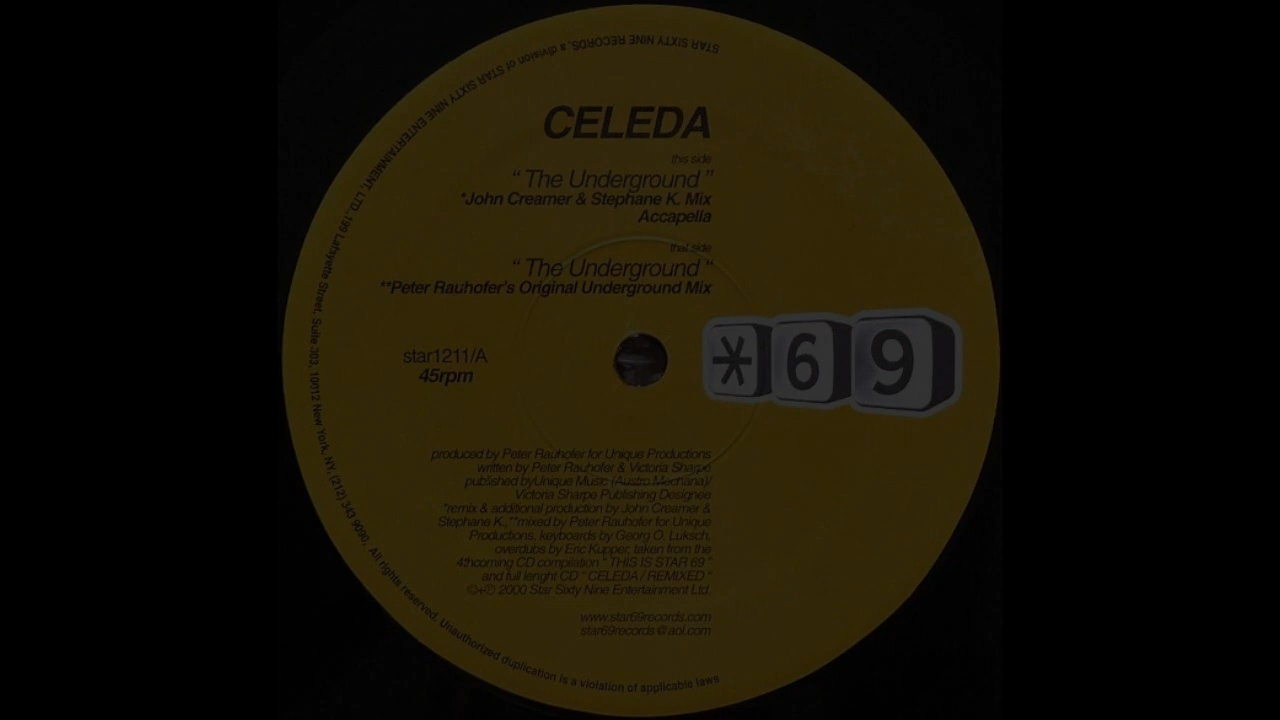 STAR SIXTY NINE RECORDS, a division of STAR SIXTY NINE ENTERTAINMENT, LTD., 199 Lafayette Street, Suite 303, 10012 New York, NY, (212) 343 9090, All rights reserved. Unauthorized duplication is a violation of applicable laws
CELEDA
this side
“ The Underground ”
*John Creamer & Stephane K. Mix
Accapella
that side
“ The Underground “
**Peter Rauhofer's Original Underground Mix
*69
star1211/A
45rpm
produced by Peter Rauhofer for Unique Productions
written by Peter Rauhofer & Victoria Sharpe
published byUnique Music (Austro Mechana)/
Victoria Sharpe Publishing Designee
*remix & additional production by John Creamer &
Stephane K.,**mixed by Peter Rauhofer for Unique
Productions, keyboards by Georg O. Luksch,
overdubs by Eric Kupper, taken from the
4thcoming CD compilation “ THIS IS STAR 69 ”
and full lenght CD “ CELEDA / REMIXED “
©+℗ 2000 Star Sixty Nine Entertainment Ltd.
www.star69records.com
star69records@aol.com